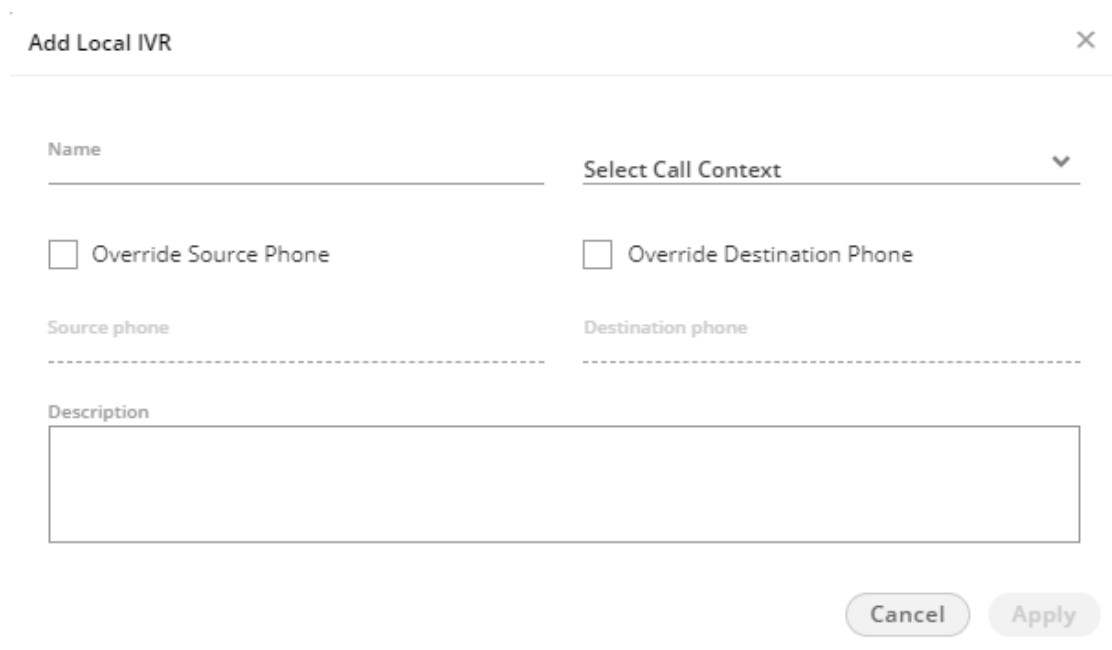 Add Local IVR
Name
Select Call Context
Override Source Phone
Override Destination Phone
Source phone
Destination phone
Description
Cancel
Apply